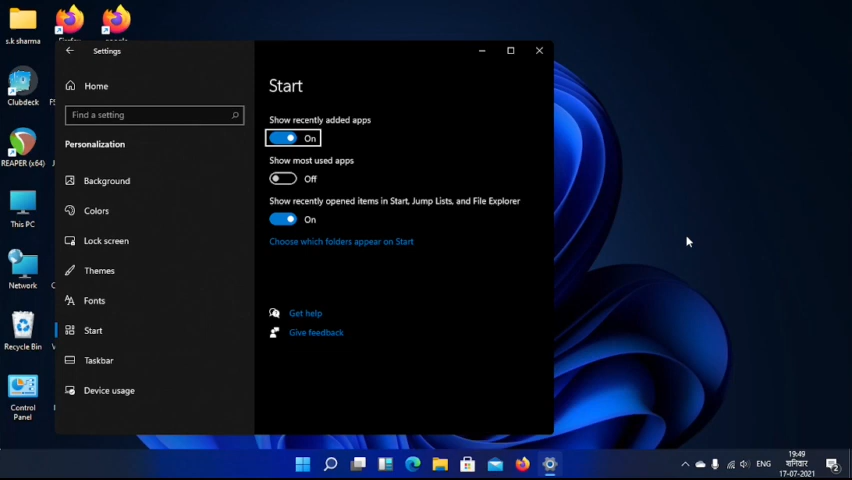 s.k sharma
Firefox
google
Clubdeck
REAPER (x64)
This PC
Network
Recycle Bin
Control
Panel
Settings
Home
Find a setting
Personalization
Background
Colors
Lock screen
Themes
Fonts
Start
Taskbar
Device usage
Start
Show recently added apps
On
Show most used apps
Off
Show recently opened items in Start, Jump Lists, and File Explorer
On
Choose which folders appear on Start
Get help
Give feedback
ENG
19:49
शनिवार
17-07-2021
2